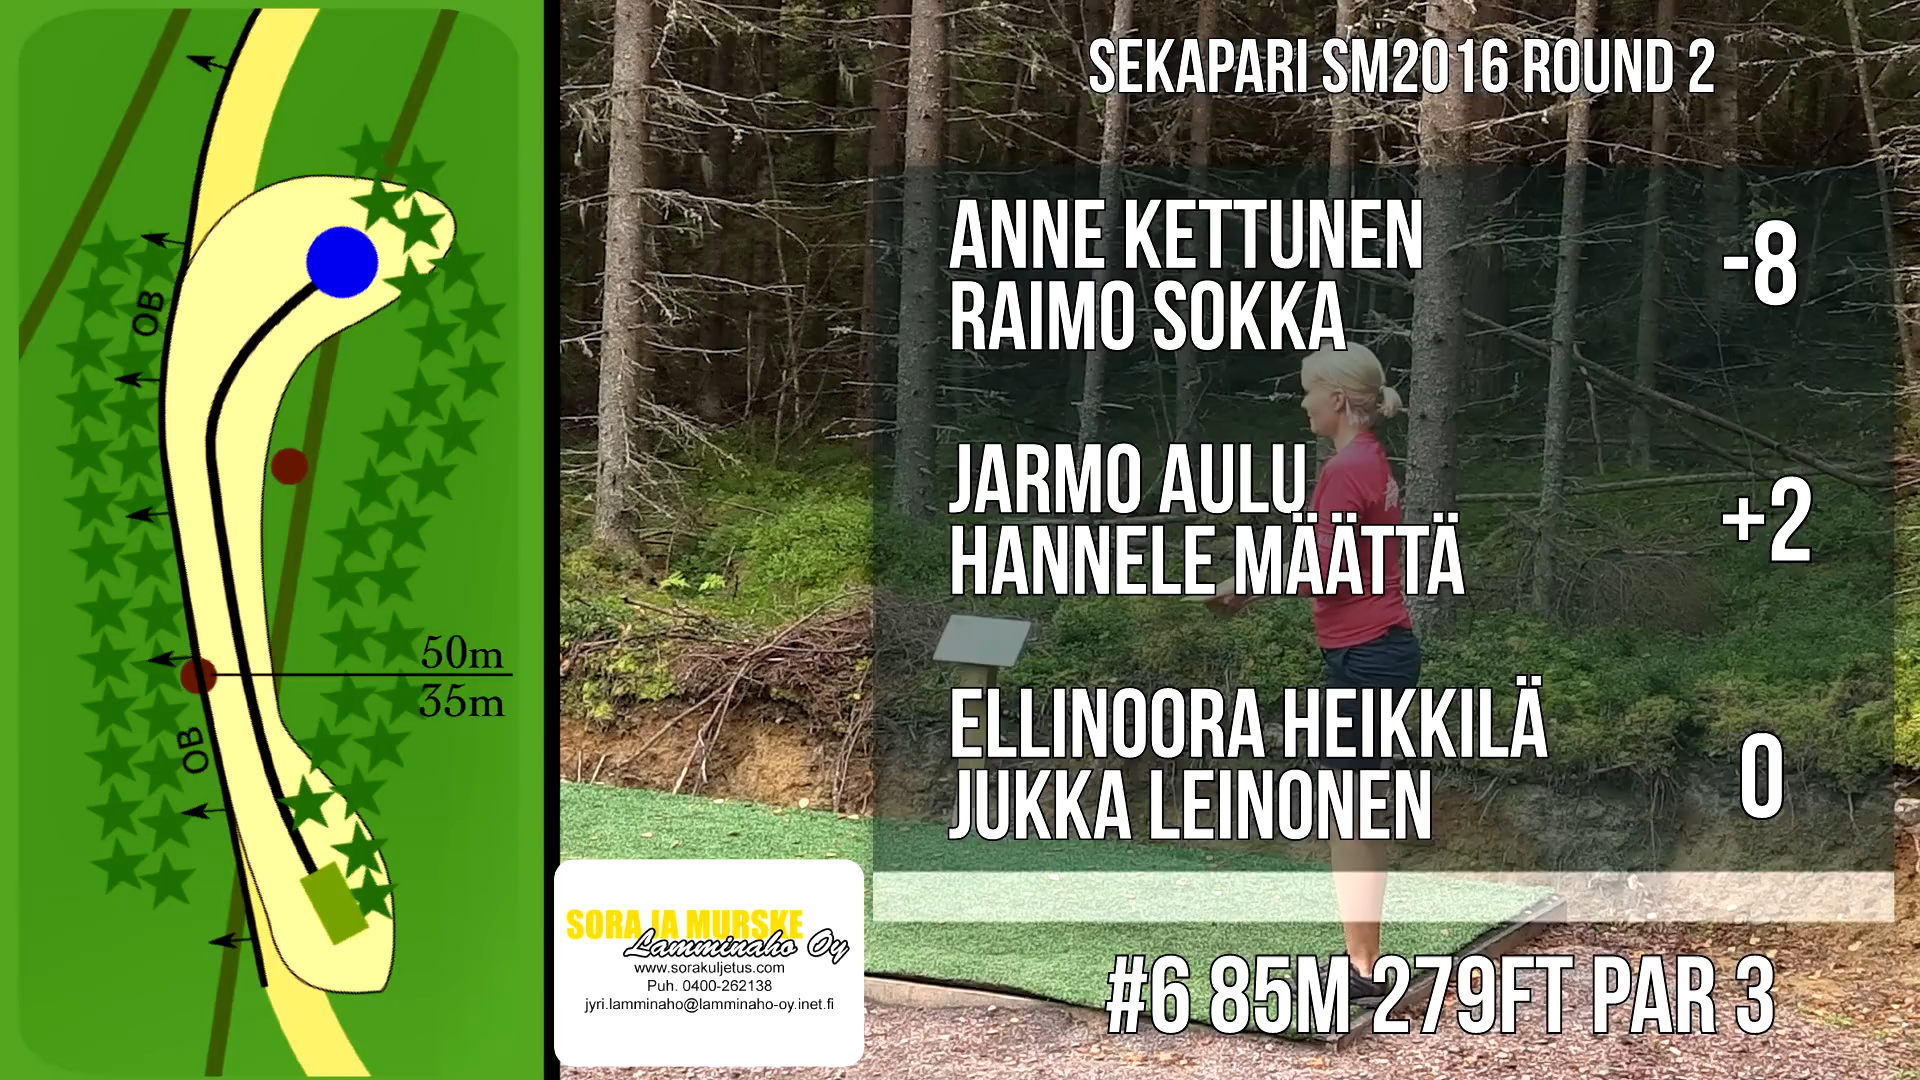 SEKAPARI SM2016 ROUND 2
ANNE KETTUNEN
RAIMO SOKKA
-8
JARMO AULU
HANNELE MÄÄTTÄ
+2
ELLINOORA HEIKKILÄ
JUKKA LEINONEN
0
#6 85M 279FT PAR 3
OB
50m
35m
OB
SORA JA MURSKE
Lamminaho Oy
www.sorakuljetus.com
Puh. 0400-262138
jyri.lamminaho@lamminaho-oy.inet.fi